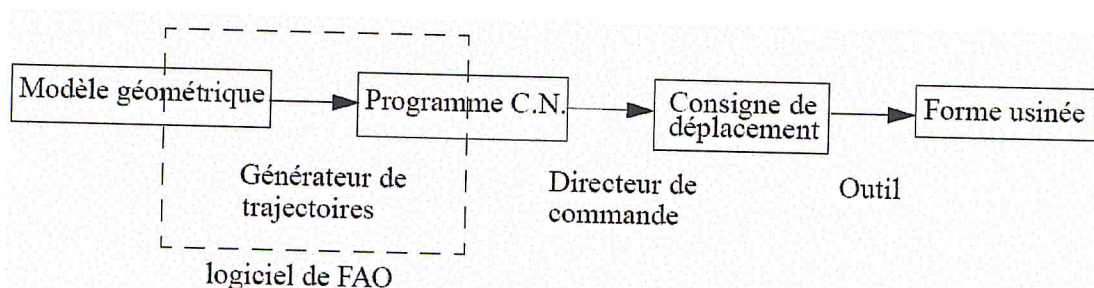 Modèle géométrique
Programme C.N.
Consigne de
déplacement
Forme usinée
Générateur de
trajectoires
Directeur de
commande
Outil
logiciel de FAO